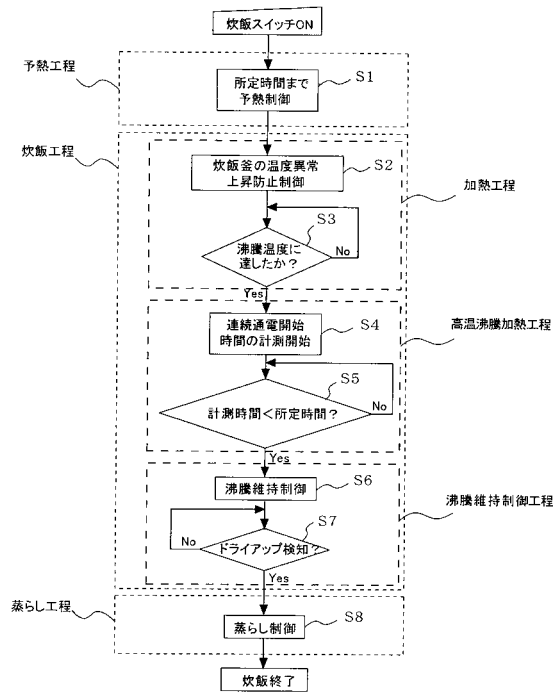 炊飯スイッチON
予熱工程
所定時間まで
予熱制御
S1
炊飯工程
炊飯釜の温度異常
上昇防止制御
S2
加熱工程
S3
沸騰温度に
達したか?
No
Yes
連続通電開始
時間の計測開始
S4
高温沸騰加熱工程
S5
計測時間<所定時間?
No
Yes
沸騰維持制御
S6
沸騰維持制御工程
S7
ドライアップ検知?
No
Yes
蒸らし工程
蒸らし制御
S8
炊飯終了